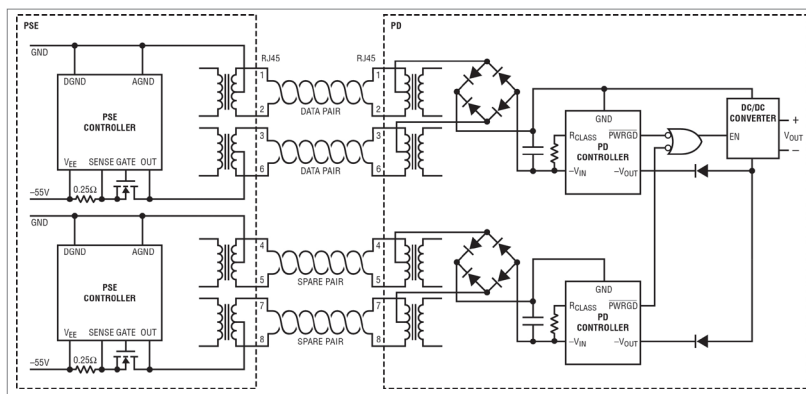 PSE
PD
GND
RJ45
RJ45
DGND
AGND
PSE
CONTROLLER
VEE
SENSE
GATE
OUT
–55V
0.25Ω
1
2
1
2
DATA PAIR
3
6
3
6
DATA PAIR
GND
RCLASS
PWRGD
PD
CONTROLLER
–VIN
–VOUT
EN
DC/DC
CONVERTER
+
VOUT
–
GND
DGND
AGND
PSE
CONTROLLER
VEE
SENSE
GATE
OUT
–55V
0.25Ω
4
5
4
5
SPARE PAIR
7
8
7
8
SPARE PAIR
GND
RCLASS
PWRGD
PD
CONTROLLER
–VIN
–VOUT